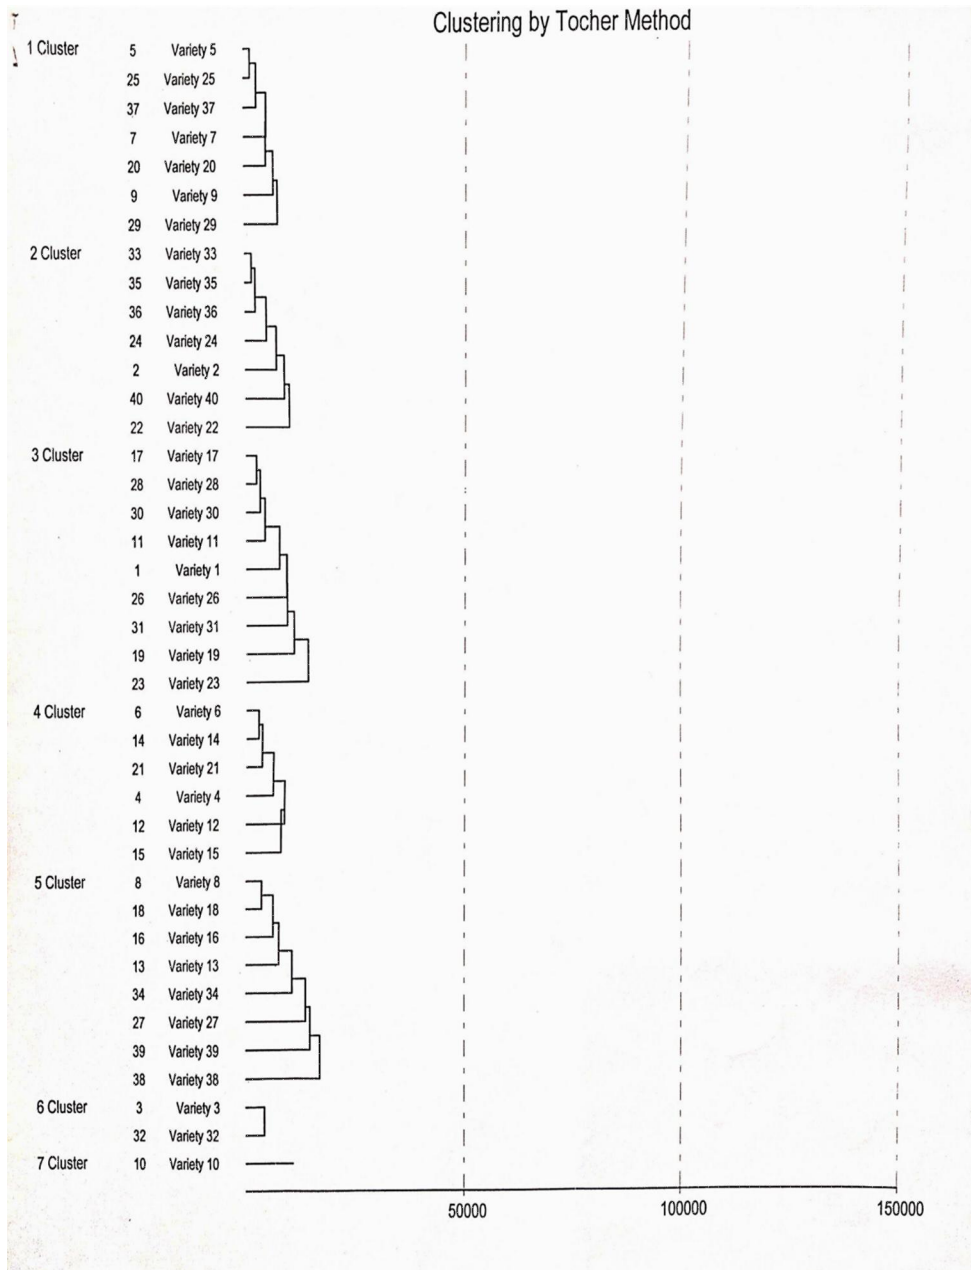 Clustering by Tocher Method
1 Cluster 5 Variety 5
25 Variety 25
37 Variety 37
7 Variety 7
20 Variety 20
9 Variety 9
29 Variety 29
2 Cluster 33 Variety 33
35 Variety 35
36 Variety 36
24 Variety 24
2 Variety 2
40 Variety 40
22 Variety 22
3 Cluster 17 Variety 17
28 Variety 28
30 Variety 30
11 Variety 11
1 Variety 1
26 Variety 26
31 Variety 31
19 Variety 19
23 Variety 23
4 Cluster 6 Variety 6
14 Variety 14
21 Variety 21
4 Variety 4
12 Variety 12
15 Variety 15
5 Cluster 8 Variety 8
18 Variety 18
16 Variety 16
13 Variety 13
34 Variety 34
27 Variety 27
39 Variety 39
38 Variety 38
6 Cluster 3 Variety 3
32 Variety 32
7 Cluster 10 Variety 10
50000 100000 150000